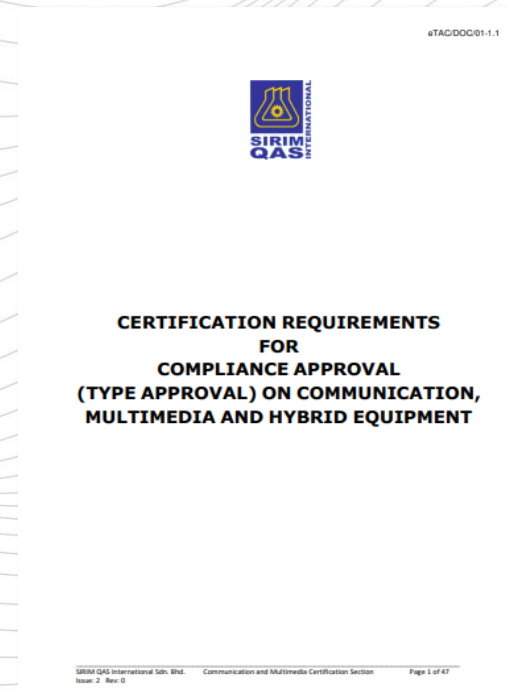 eTAC/DOC/01-1.1
SIRIM
QAS
INTERNATIONAL
CERTIFICATION REQUIREMENTS
FOR
COMPLIANCE APPROVAL
(TYPE APPROVAL) ON COMMUNICATION,
MULTIMEDIA AND HYBRID EQUIPMENT
SIRIM QAS International Sdn. Bhd. Communication and Multimedia Certification Section Page 1 of 47
Issue: 2 Rev: 0